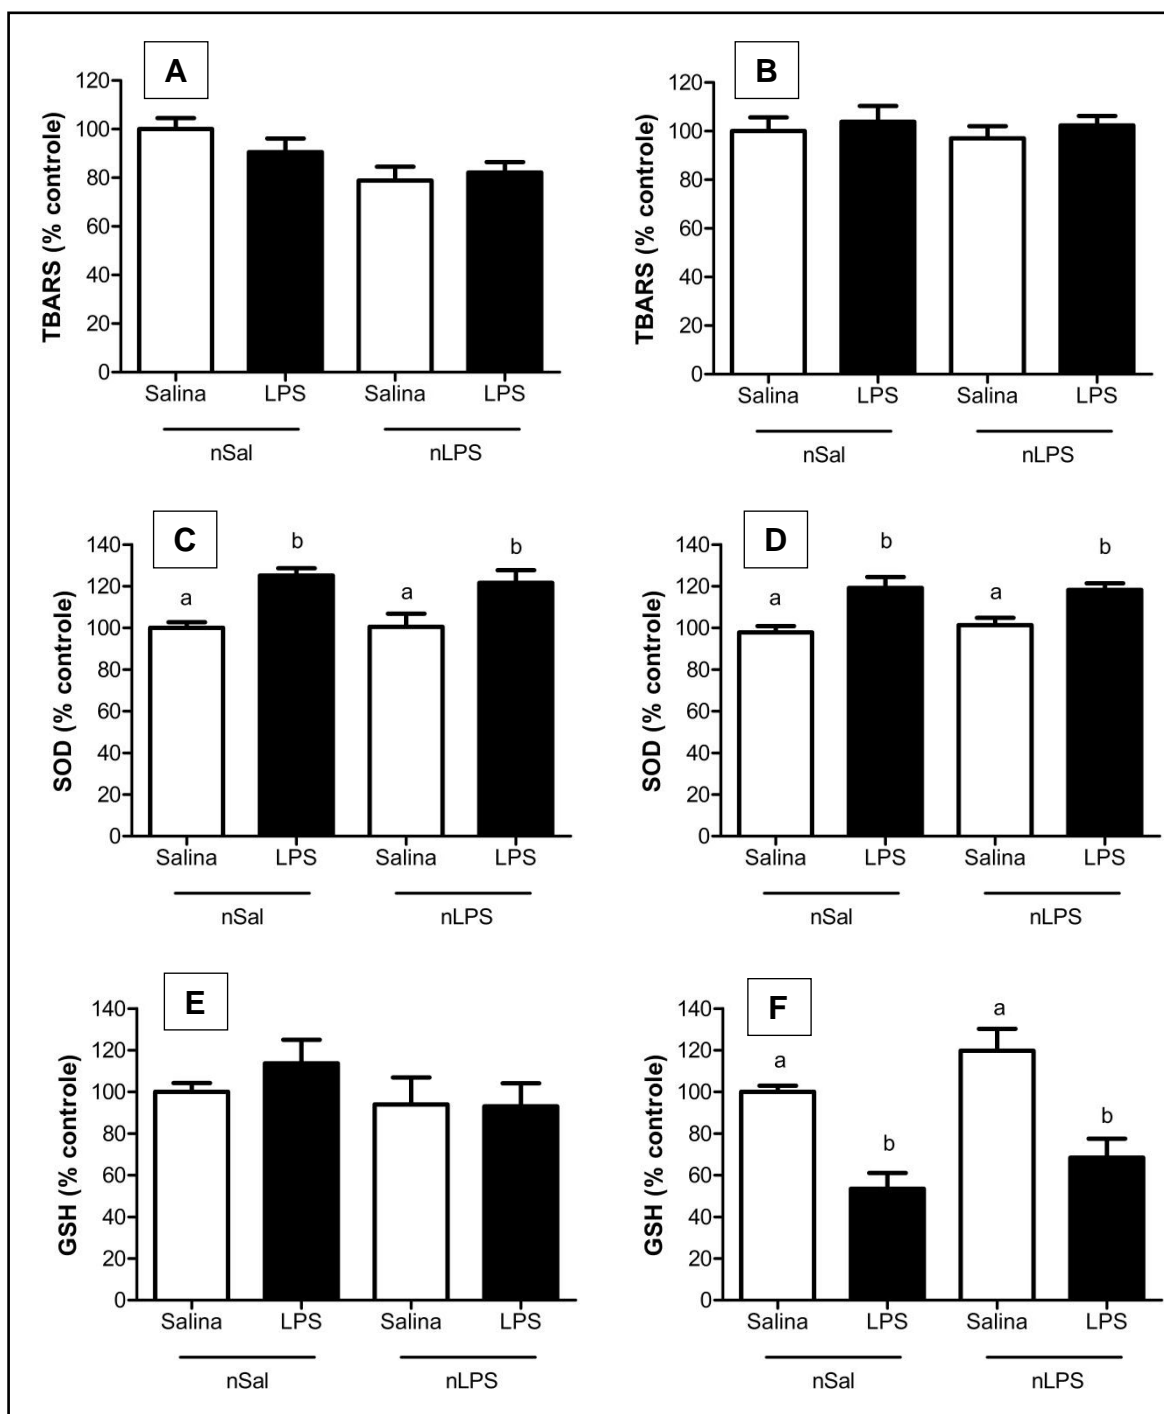 A
TBARS (% controle)
120
100
80
60
40
20
0
Salina LPS Salina LPS
nSal nLPS
B
TBARS (% controle)
120
100
80
60
40
20
0
Salina LPS Salina LPS
nSal nLPS
C
SOD (% controle)
140
120
100
80
60
40
20
0
a b a b
Salina LPS Salina LPS
nSal nLPS
D
SOD (% controle)
140
120
100
80
60
40
20
0
a b a b
Salina LPS Salina LPS
nSal nLPS
E
GSH (% controle)
140
120
100
80
60
40
20
0
Salina LPS Salina LPS
nSal nLPS
F
GSH (% controle)
140
120
100
80
60
40
20
0
a b a b
Salina LPS Salina LPS
nSal nLPS